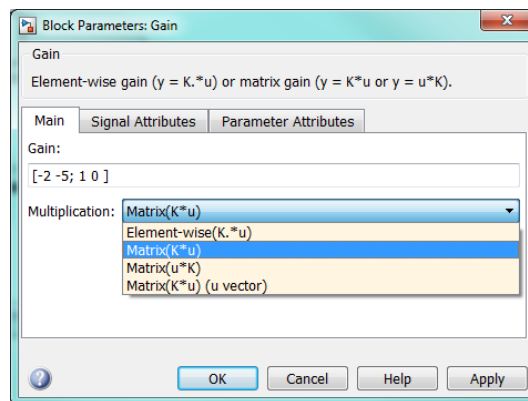 Block Parameters: Gain
Gain
Element-wise gain (y = K.*u) or matrix gain (y = K*u or y = u*K).
Main Signal Attributes Parameter Attributes
Gain:
[-2 -5; 1 0 ]
Multiplication: Matrix(K*u)
Element-wise(K.*u)
Matrix(K*u)
Matrix(u*K)
Matrix(K*u) (u vector)
OK Cancel Help Apply